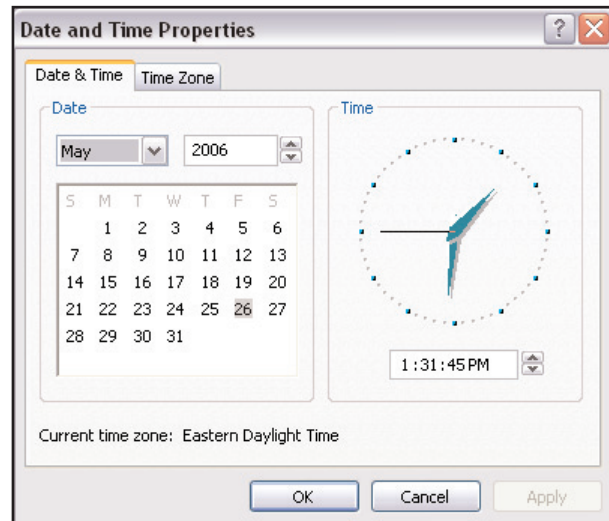 Date and Time Properties
Date & Time Time Zone
Date
May 2006
S M T W T F S
1 2 3 4 5 6
7 8 9 10 11 12 13
14 15 16 17 18 19 20
21 22 23 24 25 26 27
28 29 30 31
Time
1:31:45 PM
Current time zone: Eastern Daylight Time
OK Cancel Apply